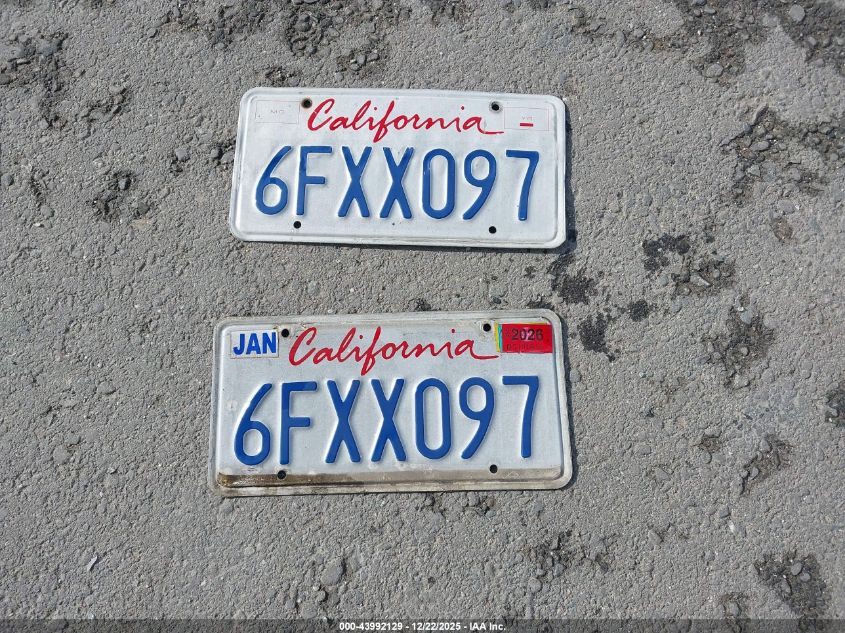 California
6FXX097
JAN California 2026
6FXX097
000-43992129 - 12/22/2025 - IAA Inc.